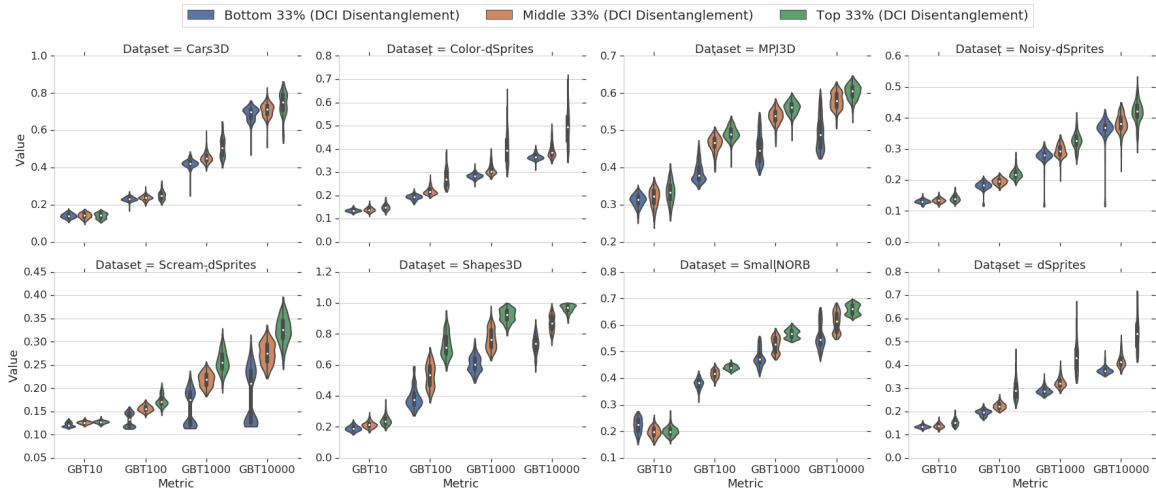 Bottom 33% (DCI Disentanglement) Middle 33% (DCI Disentanglement) Top 33% (DCI Disentanglement)
Dataset = Cars3D Dataset = Color-dSprites Dataset = MPI3D Dataset = Noisy-dSprites
1.0 0.8 0.6 0.4 0.2 0.0
Value
0.8 0.7 0.6 0.5 0.4 0.3 0.2 0.1 0.0
0.7 0.6 0.5 0.4 0.3 0.2
0.6 0.5 0.4 0.3 0.2 0.1 0.0
Dataset = Scream-dSprites Dataset = Shapes3D Dataset = SmallNORB Dataset = dSprites
0.45 0.40 0.35 0.30 0.25 0.20 0.15 0.10 0.05
Value
1.2 1.0 0.8 0.6 0.4 0.2 0.0
0.8 0.7 0.6 0.5 0.4 0.3 0.2 0.1
0.8 0.7 0.6 0.5 0.4 0.3 0.2 0.1 0.0
GBT10 GBT100 GBT1000 GBT10000 GBT10 GBT100 GBT1000 GBT10000 GBT10 GBT100 GBT1000 GBT10000 GBT10 GBT100 GBT1000 GBT10000
Metric Metric Metric Metric